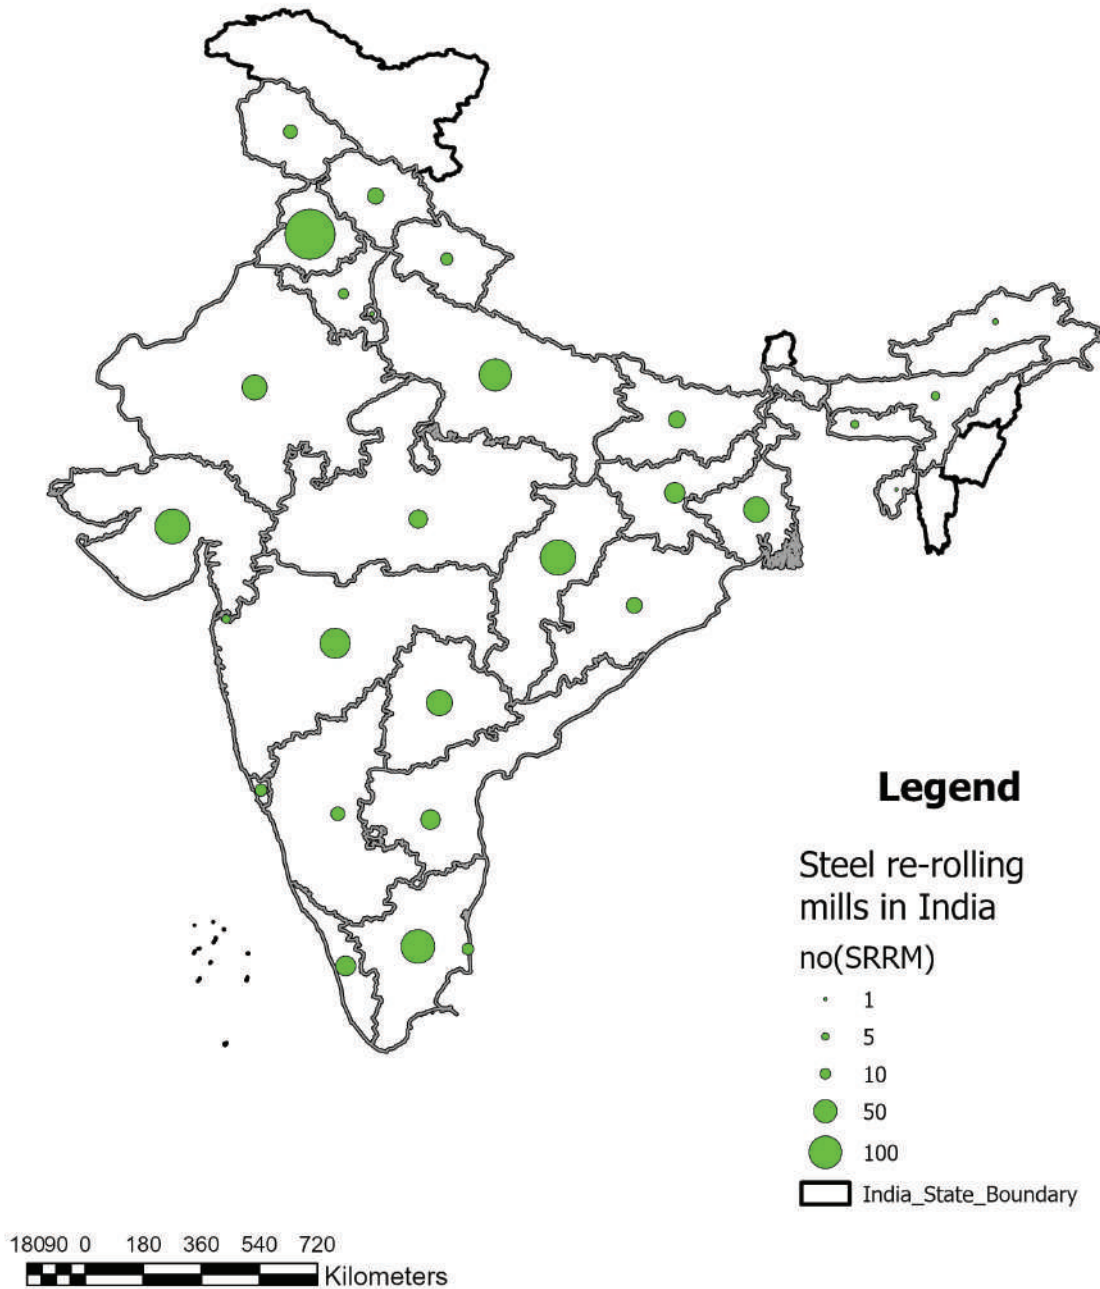 Legend
Steel re-rolling
mills in India
no(SRRM)
1
5
10
50
100
India_State_Boundary
18090 0 180 360 540 720
Kilometers